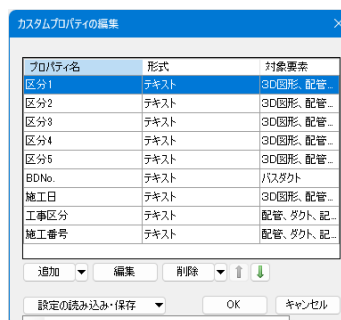 カスタムプロパティの編集
プロパティ名 形式 対象要素
区分1 テキスト 3D図形、配管...
区分2 テキスト 3D図形、配管...
区分3 テキスト 3D図形、配管...
区分4 テキスト 3D図形、配管...
区分5 テキスト 3D図形、配管...
BDNo. テキスト バスダクト
施工日 テキスト 3D図形、配管...
工事区分 テキスト 配管、ダクト、記...
施工番号 テキスト 配管、ダクト、記...
追加 編集 削除
設定の読み込み・保存 OK キャンセル